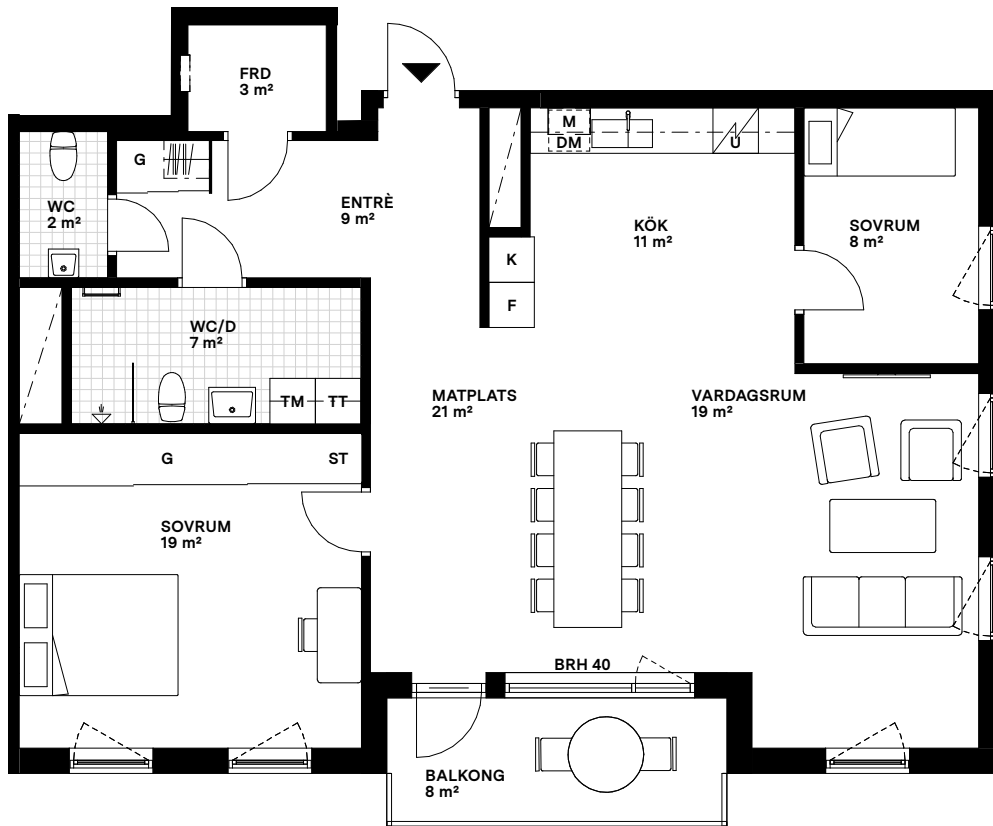 FRD
3 m²
M
DM
U
G
WC
2 m²
ENTRÈ
9 m²
KÖK
11 m²
SOVRUM
8 m²
K
F
WC/D
7 m²
TM
TT
MATPLATS
21 m²
VARDAGSRUM
19 m²
G
ST
SOVRUM
19 m²
BRH 40
BALKONG
8 m²